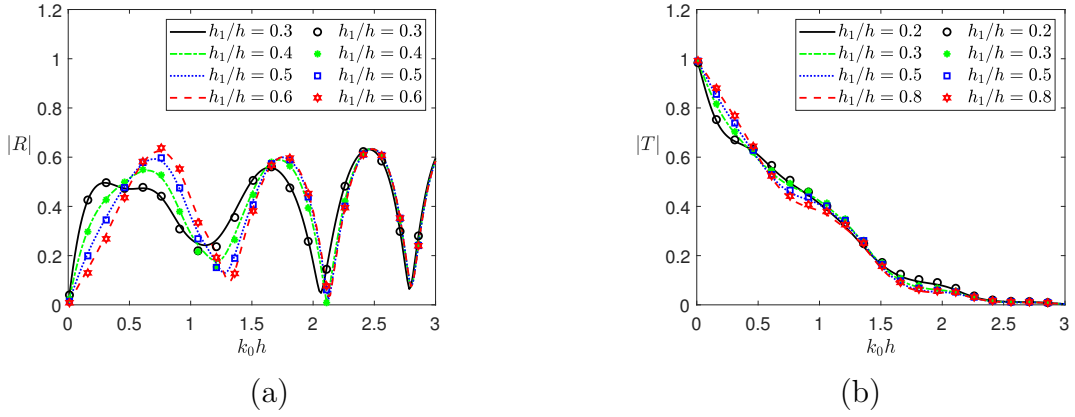 1.2
1
0.8
0.6
0.4
0.2
0
|R|
h₁/h = 0.3 h₁/h = 0.3
h₁/h = 0.4 h₁/h = 0.4
h₁/h = 0.5 h₁/h = 0.5
h₁/h = 0.6 h₁/h = 0.6
0 0.5 1 1.5 2 2.5 3
k₀h
(a)
1.2
1
0.8
0.6
0.4
0.2
0
|T|
h₁/h = 0.2 h₁/h = 0.2
h₁/h = 0.3 h₁/h = 0.3
h₁/h = 0.5 h₁/h = 0.5
h₁/h = 0.8 h₁/h = 0.8
0 0.5 1 1.5 2 2.5 3
k₀h
(b)